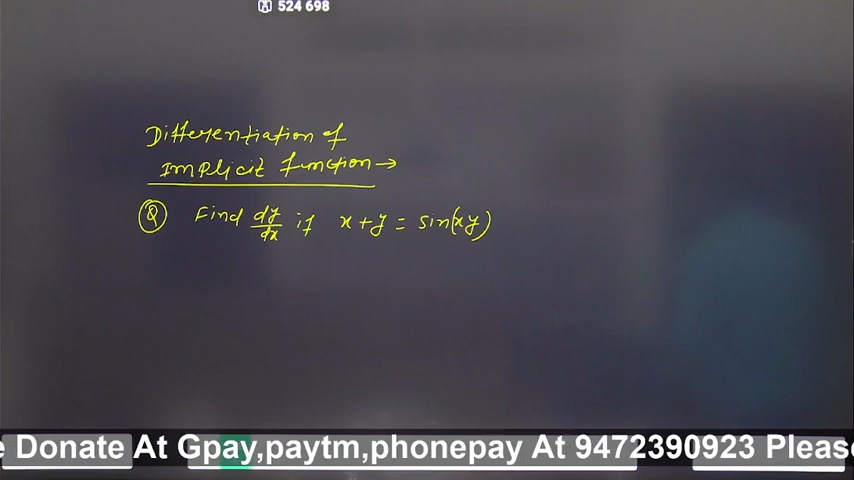 524 698
Differentiation of
Implicit function →
Q Find dy/dx if x + y = sin(xy)
e Donate At Gpay,paytm,phonepay At 9472390923 Please